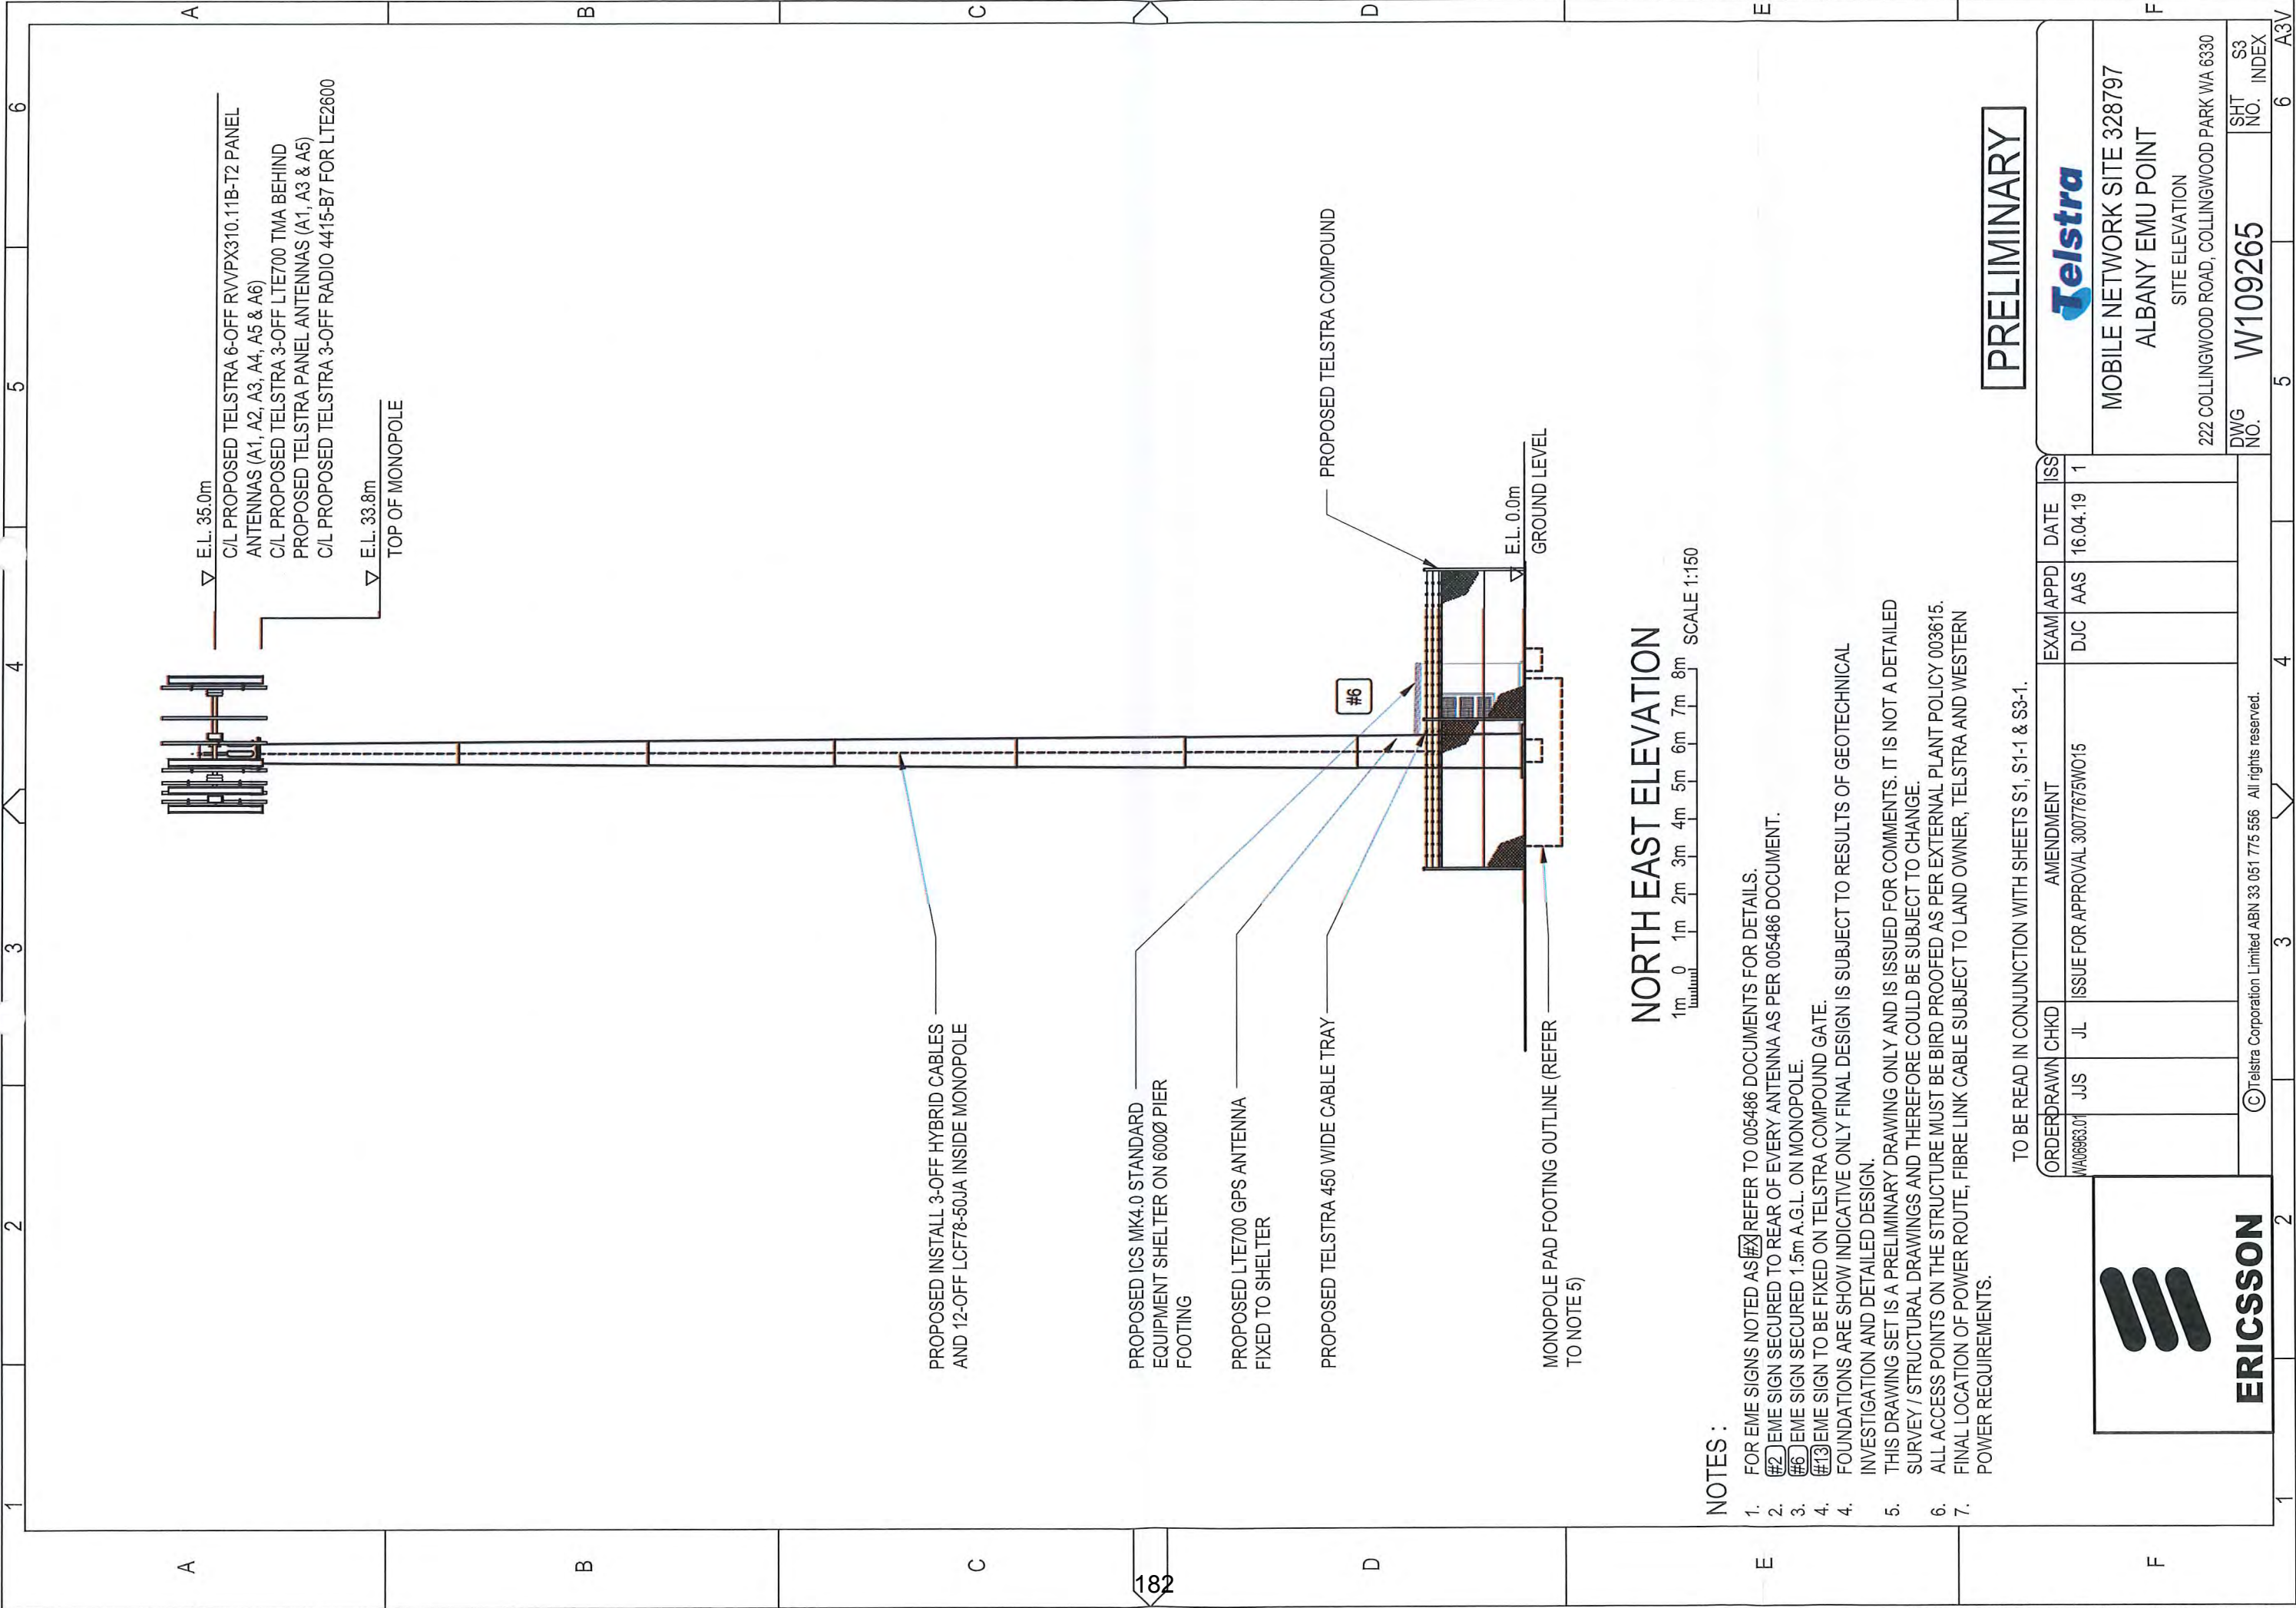 1
2
3
4
5
6
A
B
C
D
E
F
A
B
C
D
E
F
E.L. 35.0m
C/L PROPOSED TELSTRA 6-OFF RVVPX310.11B-T2 PANEL
ANTENNAS (A1, A2, A3, A4, A5 & A6)
C/L PROPOSED TELSTRA 3-OFF LTE700 TMA BEHIND
PROPOSED TELSTRA PANEL ANTENNAS (A1, A3 & A5)
C/L PROPOSED TELSTRA 3-OFF RADIO 4415-B7 FOR LTE2600
E.L. 33.8m
TOP OF MONOPOLE
PROPOSED INSTALL 3-OFF HYBRID CABLES
AND 12-OFF LCF78-50JA INSIDE MONOPOLE
PROPOSED ICS MK4.0 STANDARD
EQUIPMENT SHELTER ON 600Ø PIER
FOOTING
PROPOSED LTE700 GPS ANTENNA
FIXED TO SHELTER
PROPOSED TELSTRA 450 WIDE CABLE TRAY
MONOPOLE PAD FOOTING OUTLINE (REFER
TO NOTE 5)
#6
PROPOSED TELSTRA COMPOUND
E.L. 0.0m
GROUND LEVEL
NORTH EAST ELEVATION
1m 0 1m 2m 3m 4m 5m 6m 7m 8m SCALE 1:150
NOTES :
1. FOR EME SIGNS NOTED AS #X REFER TO 005486 DOCUMENTS FOR DETAILS.
2. #2 EME SIGN SECURED TO REAR OF EVERY ANTENNA AS PER 005486 DOCUMENT.
3. #6 EME SIGN SECURED 1.5m A.G.L. ON MONOPOLE.
4. #13 EME SIGN TO BE FIXED ON TELSTRA COMPOUND GATE.
4. FOUNDATIONS ARE SHOW INDICATIVE ONLY FINAL DESIGN IS SUBJECT TO RESULTS OF GEOTECHNICAL
INVESTIGATION AND DETAILED DESIGN.
5. THIS DRAWING SET IS A PRELIMINARY DRAWING ONLY AND IS ISSUED FOR COMMENTS. IT IS NOT A DETAILED
SURVEY / STRUCTURAL DRAWINGS AND THEREFORE COULD BE SUBJECT TO CHANGE.
6. ALL ACCESS POINTS ON THE STRUCTURE MUST BE BIRD PROOFED AS PER EXTERNAL PLANT POLICY 003615.
7. FINAL LOCATION OF POWER ROUTE, FIBRE LINK CABLE SUBJECT TO LAND OWNER, TELSTRA AND WESTERN
POWER REQUIREMENTS.
TO BE READ IN CONJUNCTION WITH SHEETS S1, S1-1 & S3-1.
PRELIMINARY
ERICSSON
ORDER DRAWN CHKD AMENDMENT EXAM APPD DATE ISS
WA06963.01 JJS JL ISSUE FOR APPROVAL 30077675WO15 DJC AAS 16.04.19 1
©Telstra Corporation Limited ABN 33 051 775 556 All rights reserved.
Telstra
MOBILE NETWORK SITE 328797
ALBANY EMU POINT
SITE ELEVATION
222 COLLINGWOOD ROAD, COLLINGWOOD PARK WA 6330
DWG NO. W109265
SHT NO. S3
INDEX
1
2
3
4
5
6
A3V
182